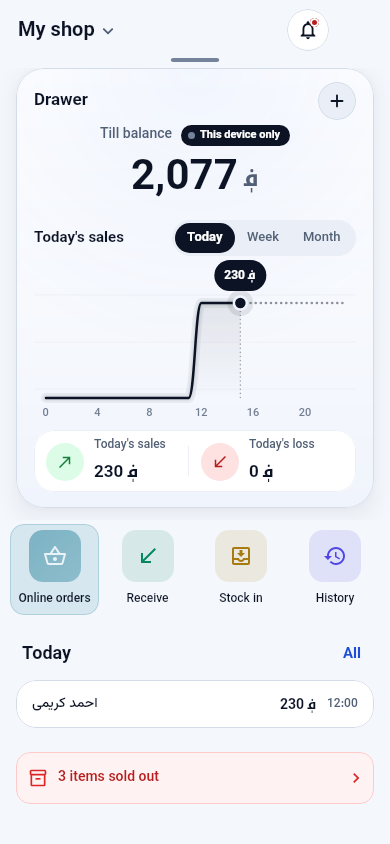 My shop
Drawer
Till balance This device only
2,077 ؋
Today's sales Today Week Month
230 ؋
0 4 8 12 16 20
Today's sales
230 ؋
Today's loss
0 ؋
Online orders Receive Stock in History
Today All
احمد کریمی 230 ؋ 12:00
3 items sold out